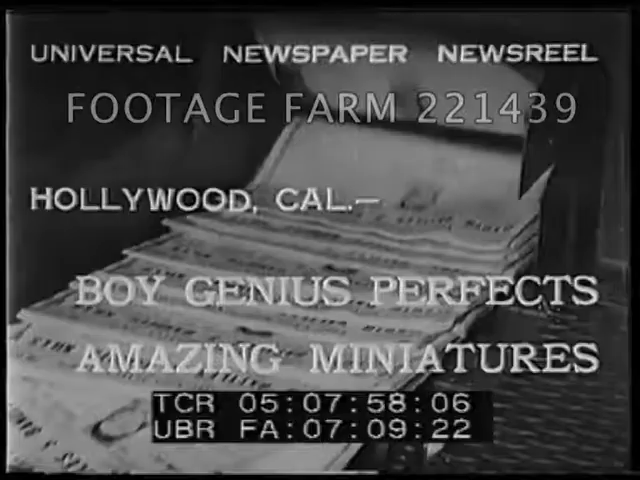 UNIVERSAL NEWSPAPER NEWSREEL
FOOTAGE FARM 221439
HOLLYWOOD, CAL.—
BOY GENIUS PERFECTS
AMAZING MINIATURES
TCR 05:07:58:06
UBR FA:07:09:22